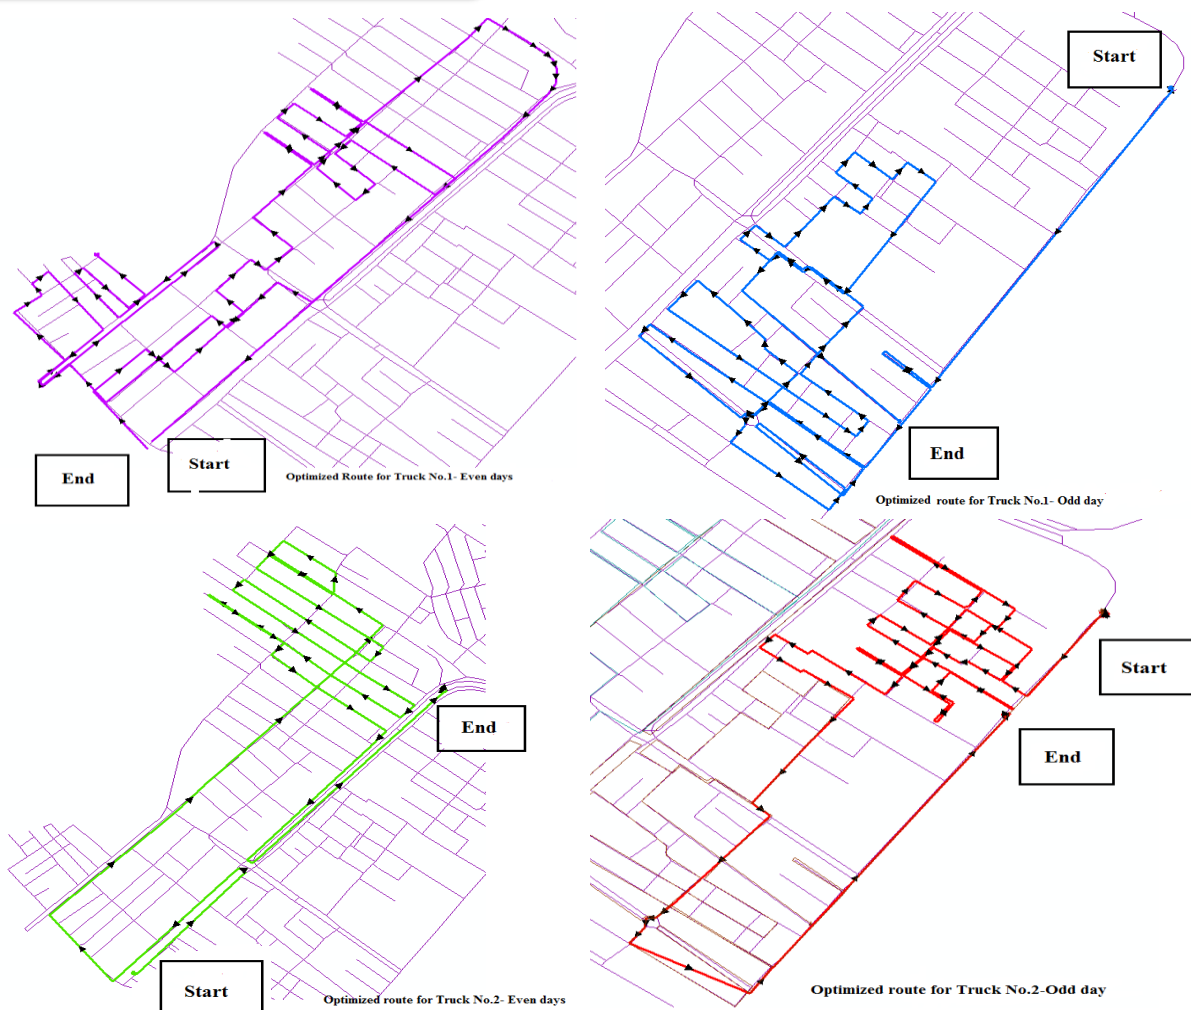 Start
End
Start
Optimized Route for Truck No.1- Even days
End
Optimized route for Truck No.1- Odd day
End
Start
Optimized route for Truck No.2- Even days
Start
End
Optimized route for Truck No.2-Odd day